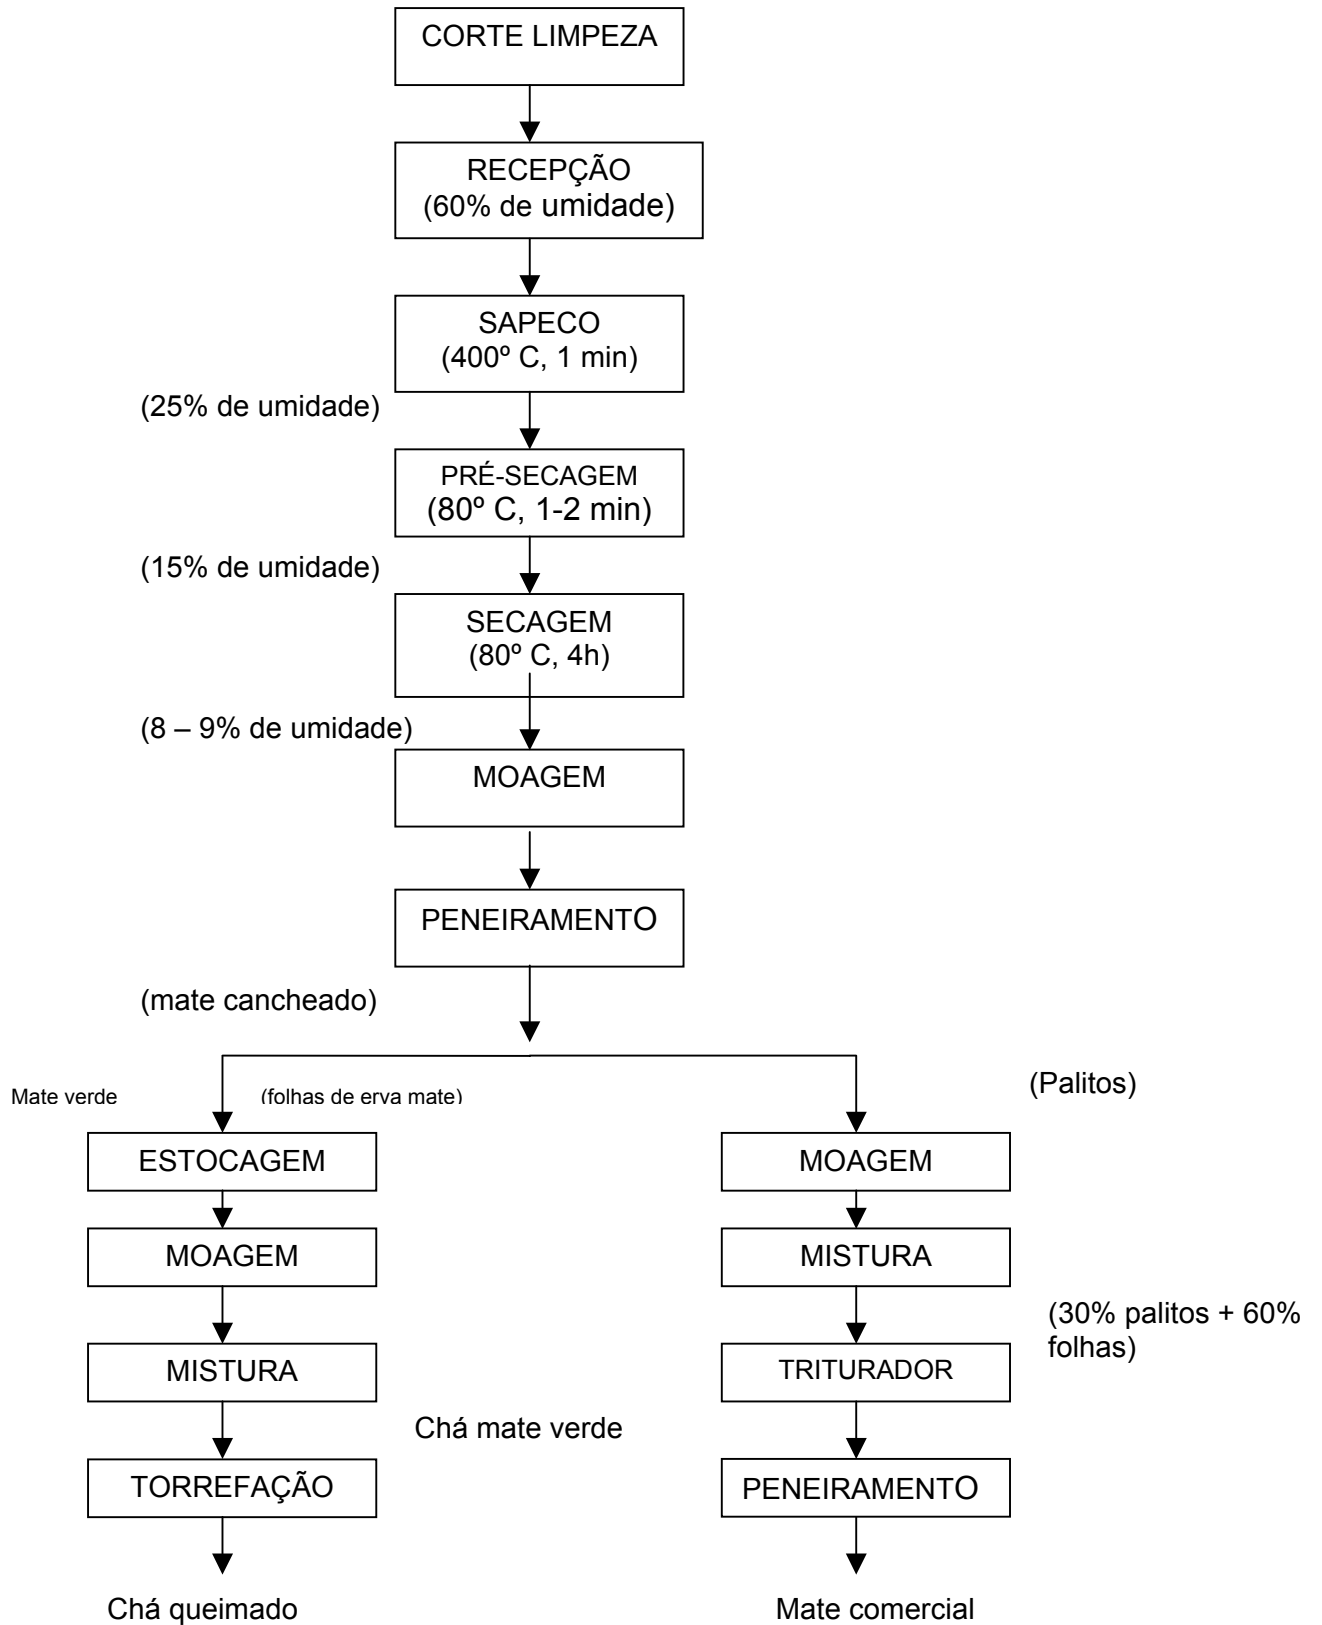 CORTE LIMPEZA
RECEPÇÃO
(60% de umidade)
SAPECO
(400º C, 1 min)
(25% de umidade)
PRÉ-SECAGEM
(80º C, 1-2 min)
(15% de umidade)
SECAGEM
(80º C, 4h)
(8 – 9% de umidade)
MOAGEM
PENEIRAMENTO
(mate cancheado)
Mate verde
(folhas de erva mate)
(Palitos)
ESTOCAGEM
MOAGEM
MOAGEM
MISTURA
(30% palitos + 60%
folhas)
MISTURA
TRITURADOR
Chá mate verde
TORREFAÇÃO
PENEIRAMENTO
Chá queimado
Mate comercial